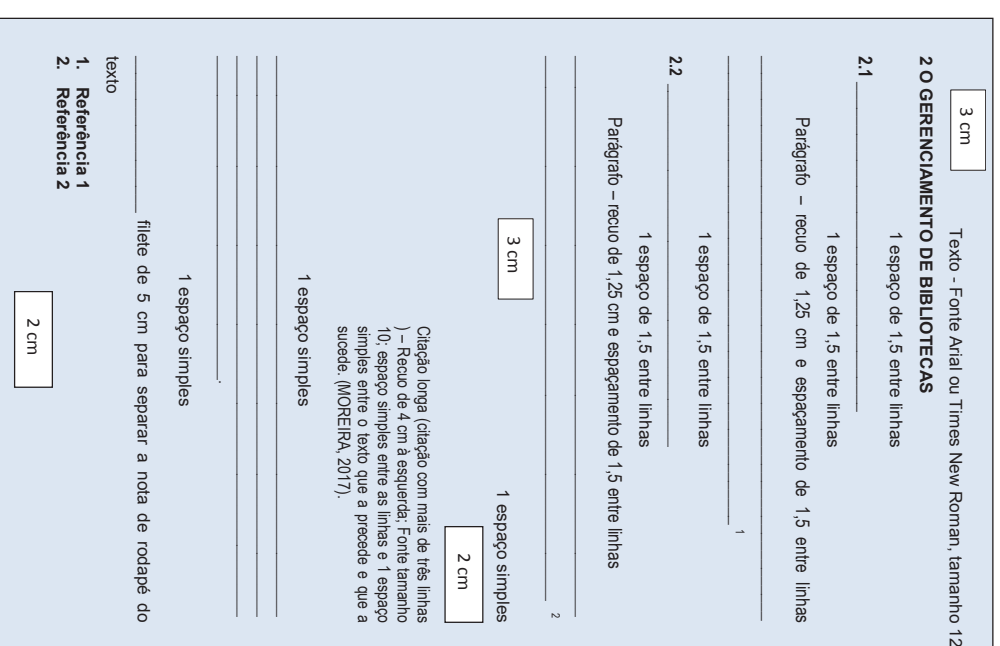 3 cm
Texto - Fonte Arial ou Times New Roman, tamanho 12
2 O GERENCIAMENTO DE BIBLIOTECAS
1 espaço de 1,5 entre linhas
2.1
1 espaço de 1,5 entre linhas
Parágrafo – recuo de 1,25 cm e espaçamento de 1,5 entre linhas
1
1 espaço de 1,5 entre linhas
2.2
1 espaço de 1,5 entre linhas
Parágrafo – recuo de 1,25 cm e espaçamento de 1,5 entre linhas
2
3 cm
1 espaço simples
2 cm
Citação longa (citação com mais de três linhas
) – Recuo de 4 cm à esquerda; Fonte tamanho
10; espaço simples entre as linhas e 1 espaço
simples entre o texto que a precede e que a
sucede. (MOREIRA, 2017).
1 espaço simples
.
1 espaço simples
filete de 5 cm para separar a nota de rodapé do
texto
1. Referência 1
2. Referência 2
2 cm